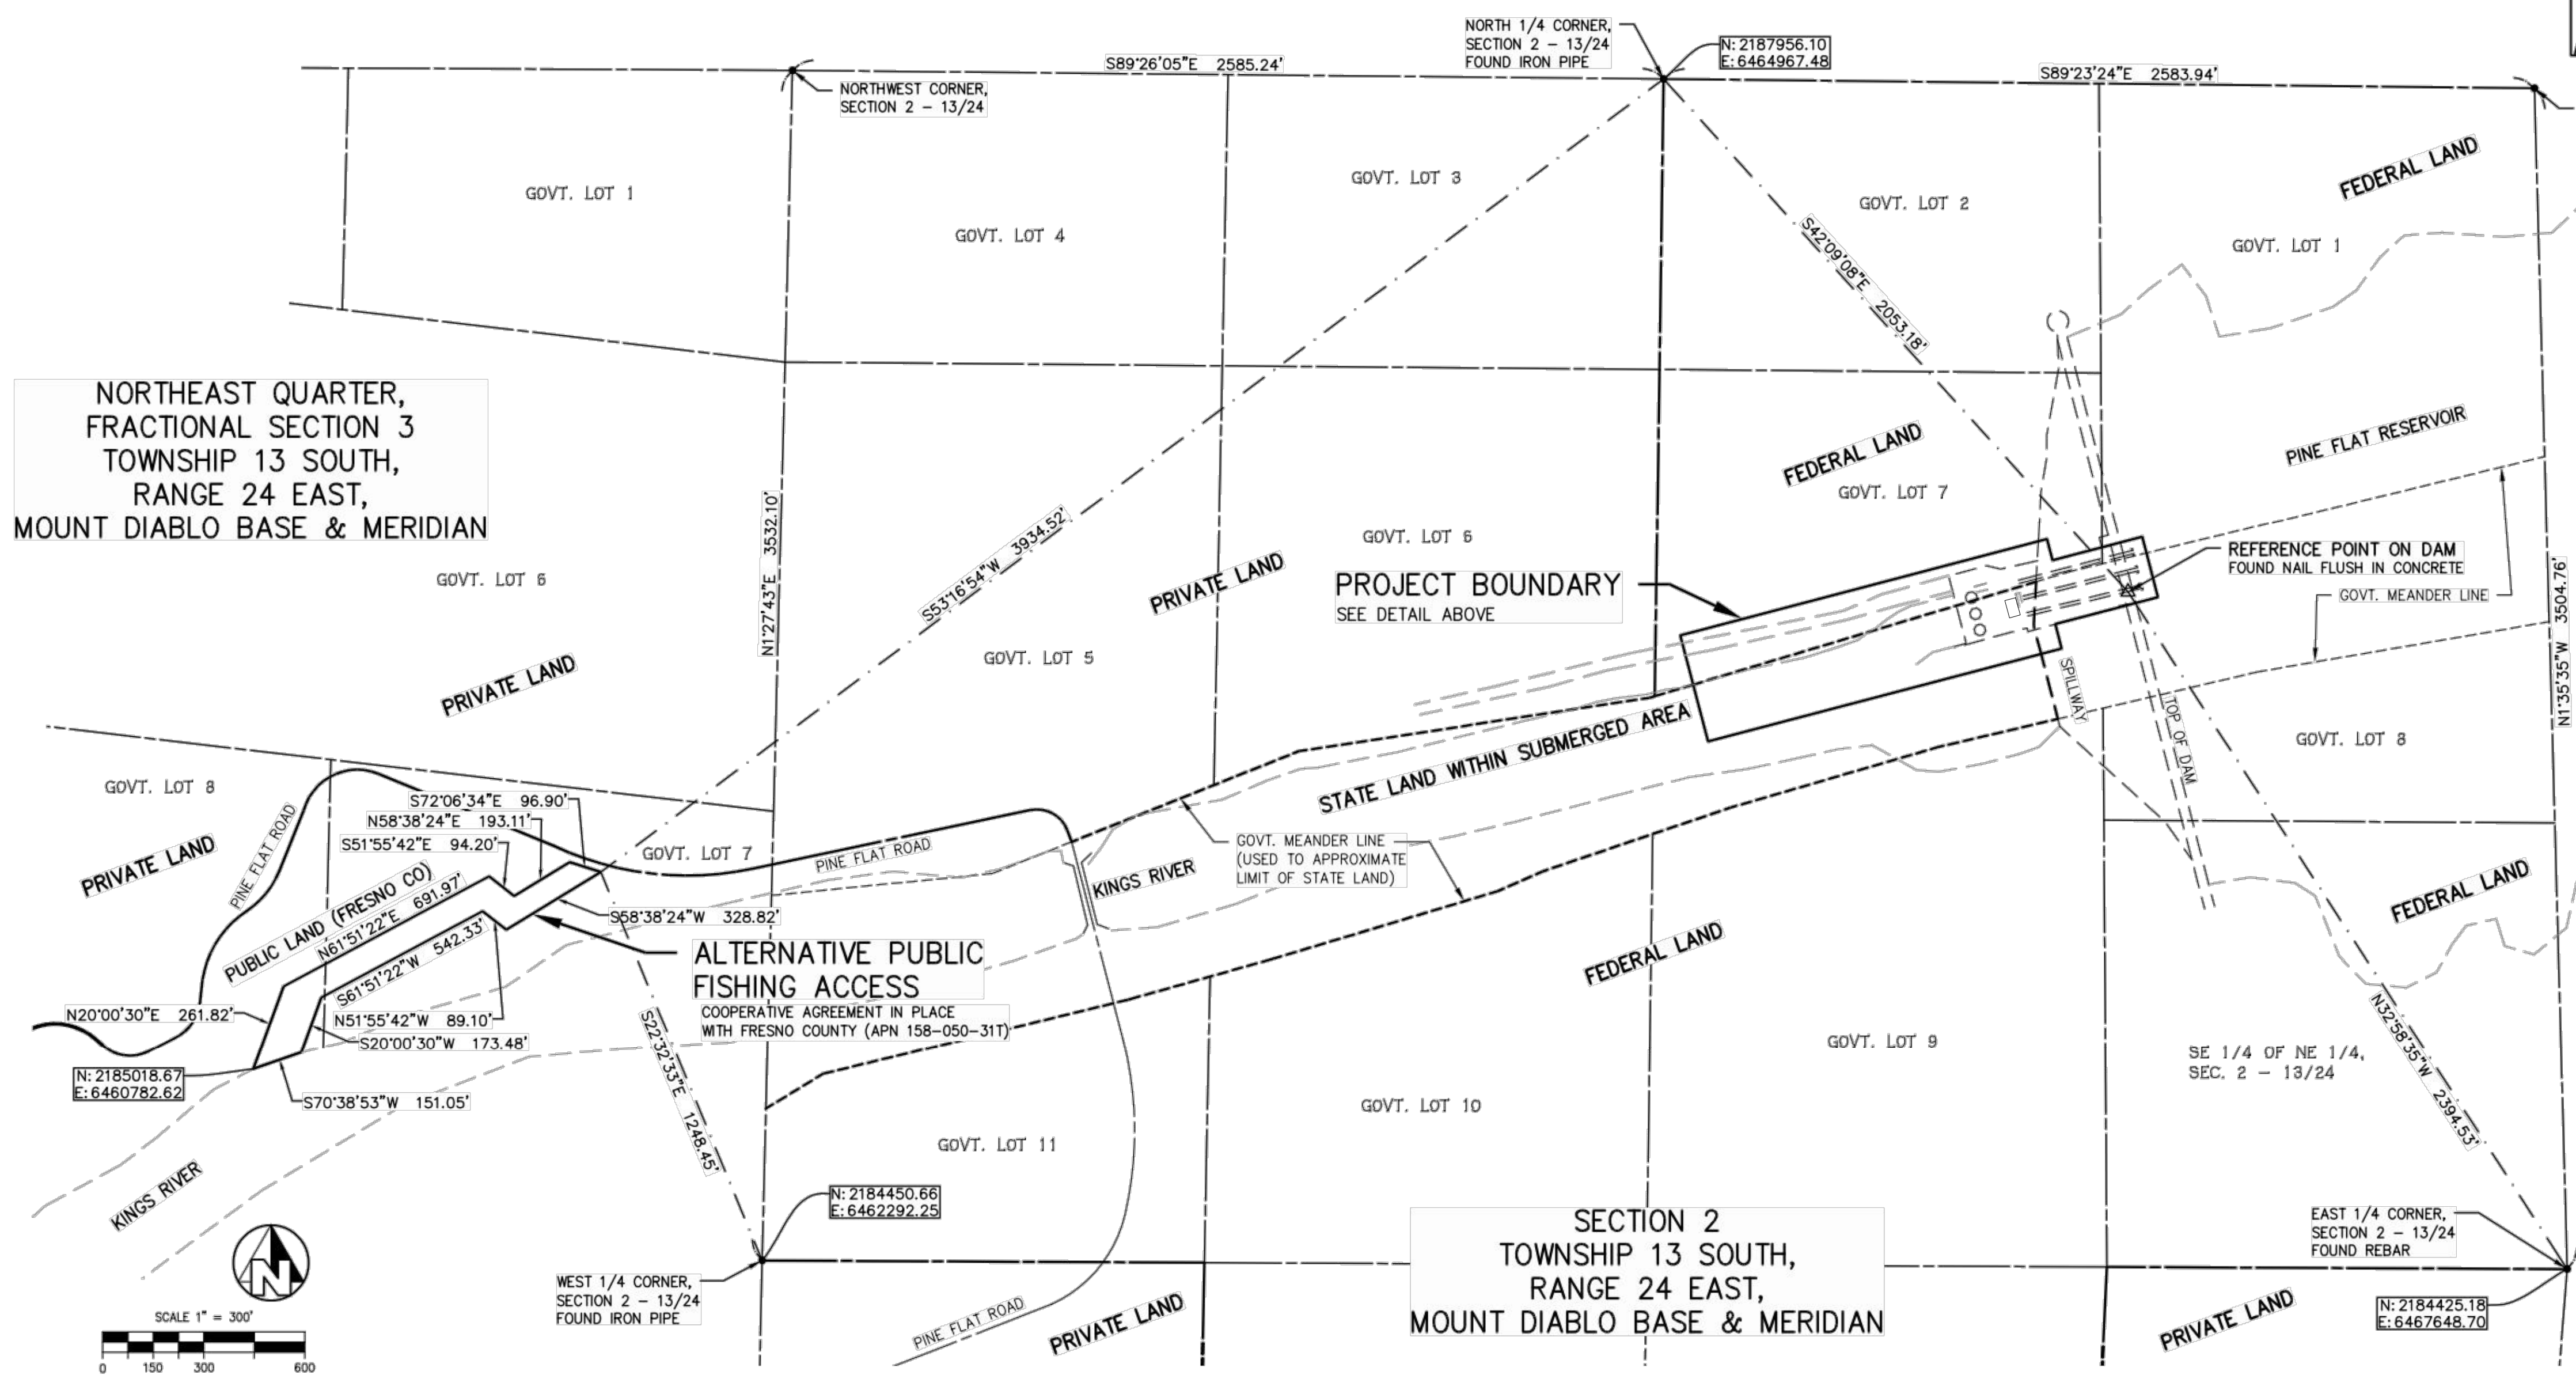 NORTH 1/4 CORNER,
SECTION 2 - 13/24
FOUND IRON PIPE
N: 2187956.10
E: 6464967.48
S89°26'05"E 2585.24'
S89°23'24"E 2583.94'
NORTHWEST CORNER,
SECTION 2 - 13/24
GOVT. LOT 1
GOVT. LOT 4
GOVT. LOT 3
GOVT. LOT 2
GOVT. LOT 1
FEDERAL LAND
S42°09'08"E 2053.18'
NORTHEAST QUARTER,
FRACTIONAL SECTION 3
TOWNSHIP 13 SOUTH,
RANGE 24 EAST,
MOUNT DIABLO BASE & MERIDIAN
N1°27'43"E 3532.10'
S53°16'54"W 3934.52'
FEDERAL LAND
GOVT. LOT 7
PINE FLAT RESERVOIR
GOVT. LOT 6
GOVT. LOT 6
PRIVATE LAND
PROJECT BOUNDARY
SEE DETAIL ABOVE
REFERENCE POINT ON DAM
FOUND NAIL FLUSH IN CONCRETE
GOVT. MEANDER LINE
N1°35'35"W 3504.76'
GOVT. LOT 5
PRIVATE LAND
SPILLWAY
TOP OF DAM
GOVT. LOT 8
STATE LAND WITHIN SUBMERGED AREA
GOVT. LOT 8
PRIVATE LAND
PINE FLAT ROAD
S72°06'34"E 96.90'
N58°38'24"E 193.11'
S51°55'42"E 94.20'
GOVT. LOT 7
PINE FLAT ROAD
GOVT. MEANDER LINE
(USED TO APPROXIMATE
LIMIT OF STATE LAND)
KINGS RIVER
PUBLIC LAND (FRESNO CO)
N61°51'22"E 691.97'
S61°51'22"W 542.33'
S58°38'24"W 328.82'
ALTERNATIVE PUBLIC
FISHING ACCESS
COOPERATIVE AGREEMENT IN PLACE
WITH FRESNO COUNTY (APN 158-050-31T)
FEDERAL LAND
FEDERAL LAND
N20°00'30"E 261.82'
N51°55'42"W 89.10'
S20°00'30"W 173.48'
N: 2185018.67
E: 6460782.62
S70°38'53"W 151.05'
S22°32'33"E 1248.45'
GOVT. LOT 9
SE 1/4 OF NE 1/4,
SEC. 2 - 13/24
N32°58'35"W 2394.53'
GOVT. LOT 10
GOVT. LOT 11
KINGS RIVER
N: 2184450.66
E: 6462292.25
N
SCALE 1" = 300'
0 150 300 600
WEST 1/4 CORNER,
SECTION 2 - 13/24
FOUND IRON PIPE
PINE FLAT ROAD
PRIVATE LAND
SECTION 2
TOWNSHIP 13 SOUTH,
RANGE 24 EAST,
MOUNT DIABLO BASE & MERIDIAN
EAST 1/4 CORNER,
SECTION 2 - 13/24
FOUND REBAR
N: 2184425.18
E: 6467648.70
PRIVATE LAND